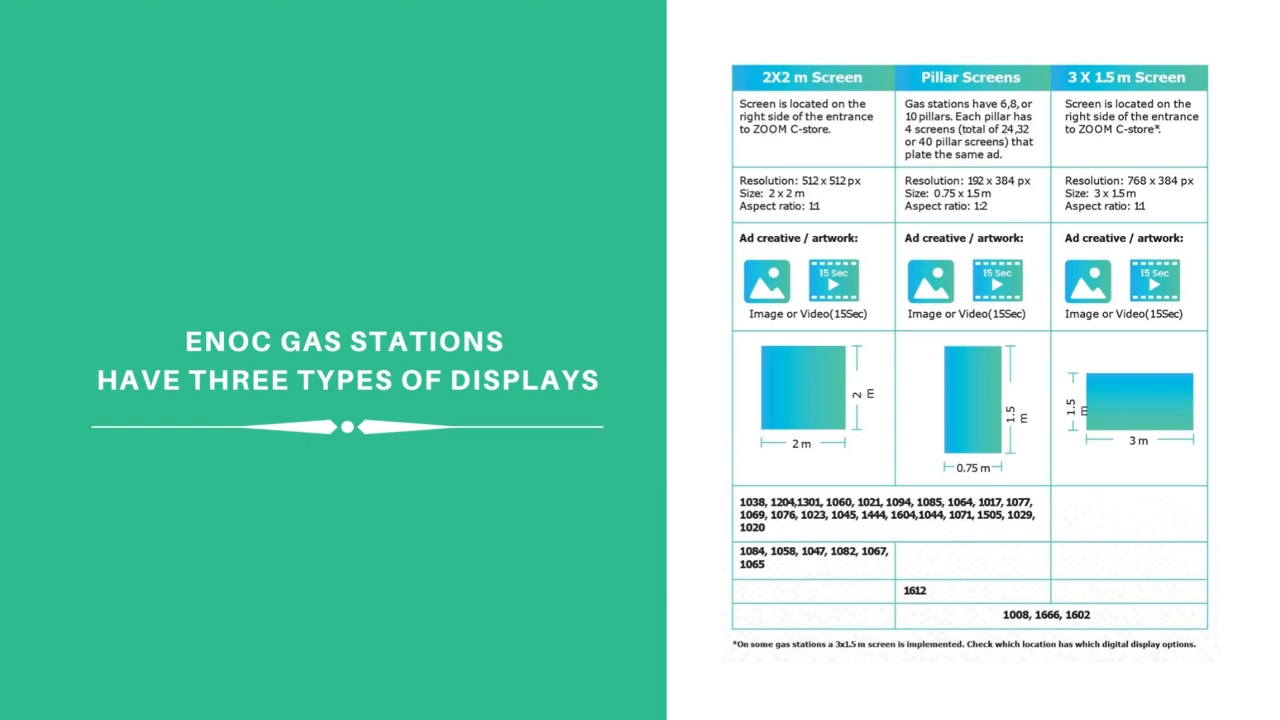 ENOC GAS STATIONS
HAVE THREE TYPES OF DISPLAYS
2X2 m Screen
Pillar Screens
3 X 1.5 m Screen
Screen is located on the
right side of the entrance
to ZOOM C-store.
Gas stations have 6,8, or
10 pillars. Each pillar has
4 screens (total of 24,32
or 40 pillar screens) that
plate the same ad.
Screen is located on the
right side of the entrance
to ZOOM C-store*.
Resolution: 512 x 512 px
Size: 2 x 2 m
Aspect ratio: 1:1
Resolution: 192 x 384 px
Size: 0.75 x 1.5 m
Aspect ratio: 1:2
Resolution: 768 x 384 px
Size: 3 x 1.5 m
Aspect ratio: 1:1
Ad creative / artwork:
15 Sec
Image or Video(15Sec)
Ad creative / artwork:
15 Sec
Image or Video(15Sec)
Ad creative / artwork:
15 Sec
Image or Video(15Sec)
2 m
2 m
1.5 m
0.75 m
1.5 m
3 m
1038, 1204,1301, 1060, 1021, 1094, 1085, 1064, 1017, 1077,
1069, 1076, 1023, 1045, 1444, 1604,1044, 1071, 1505, 1029,
1020
1084, 1058, 1047, 1082, 1067,
1065
1612
1008, 1666, 1602
*On some gas stations a 3x1.5 m screen is implemented. Check which location has which digital display options.